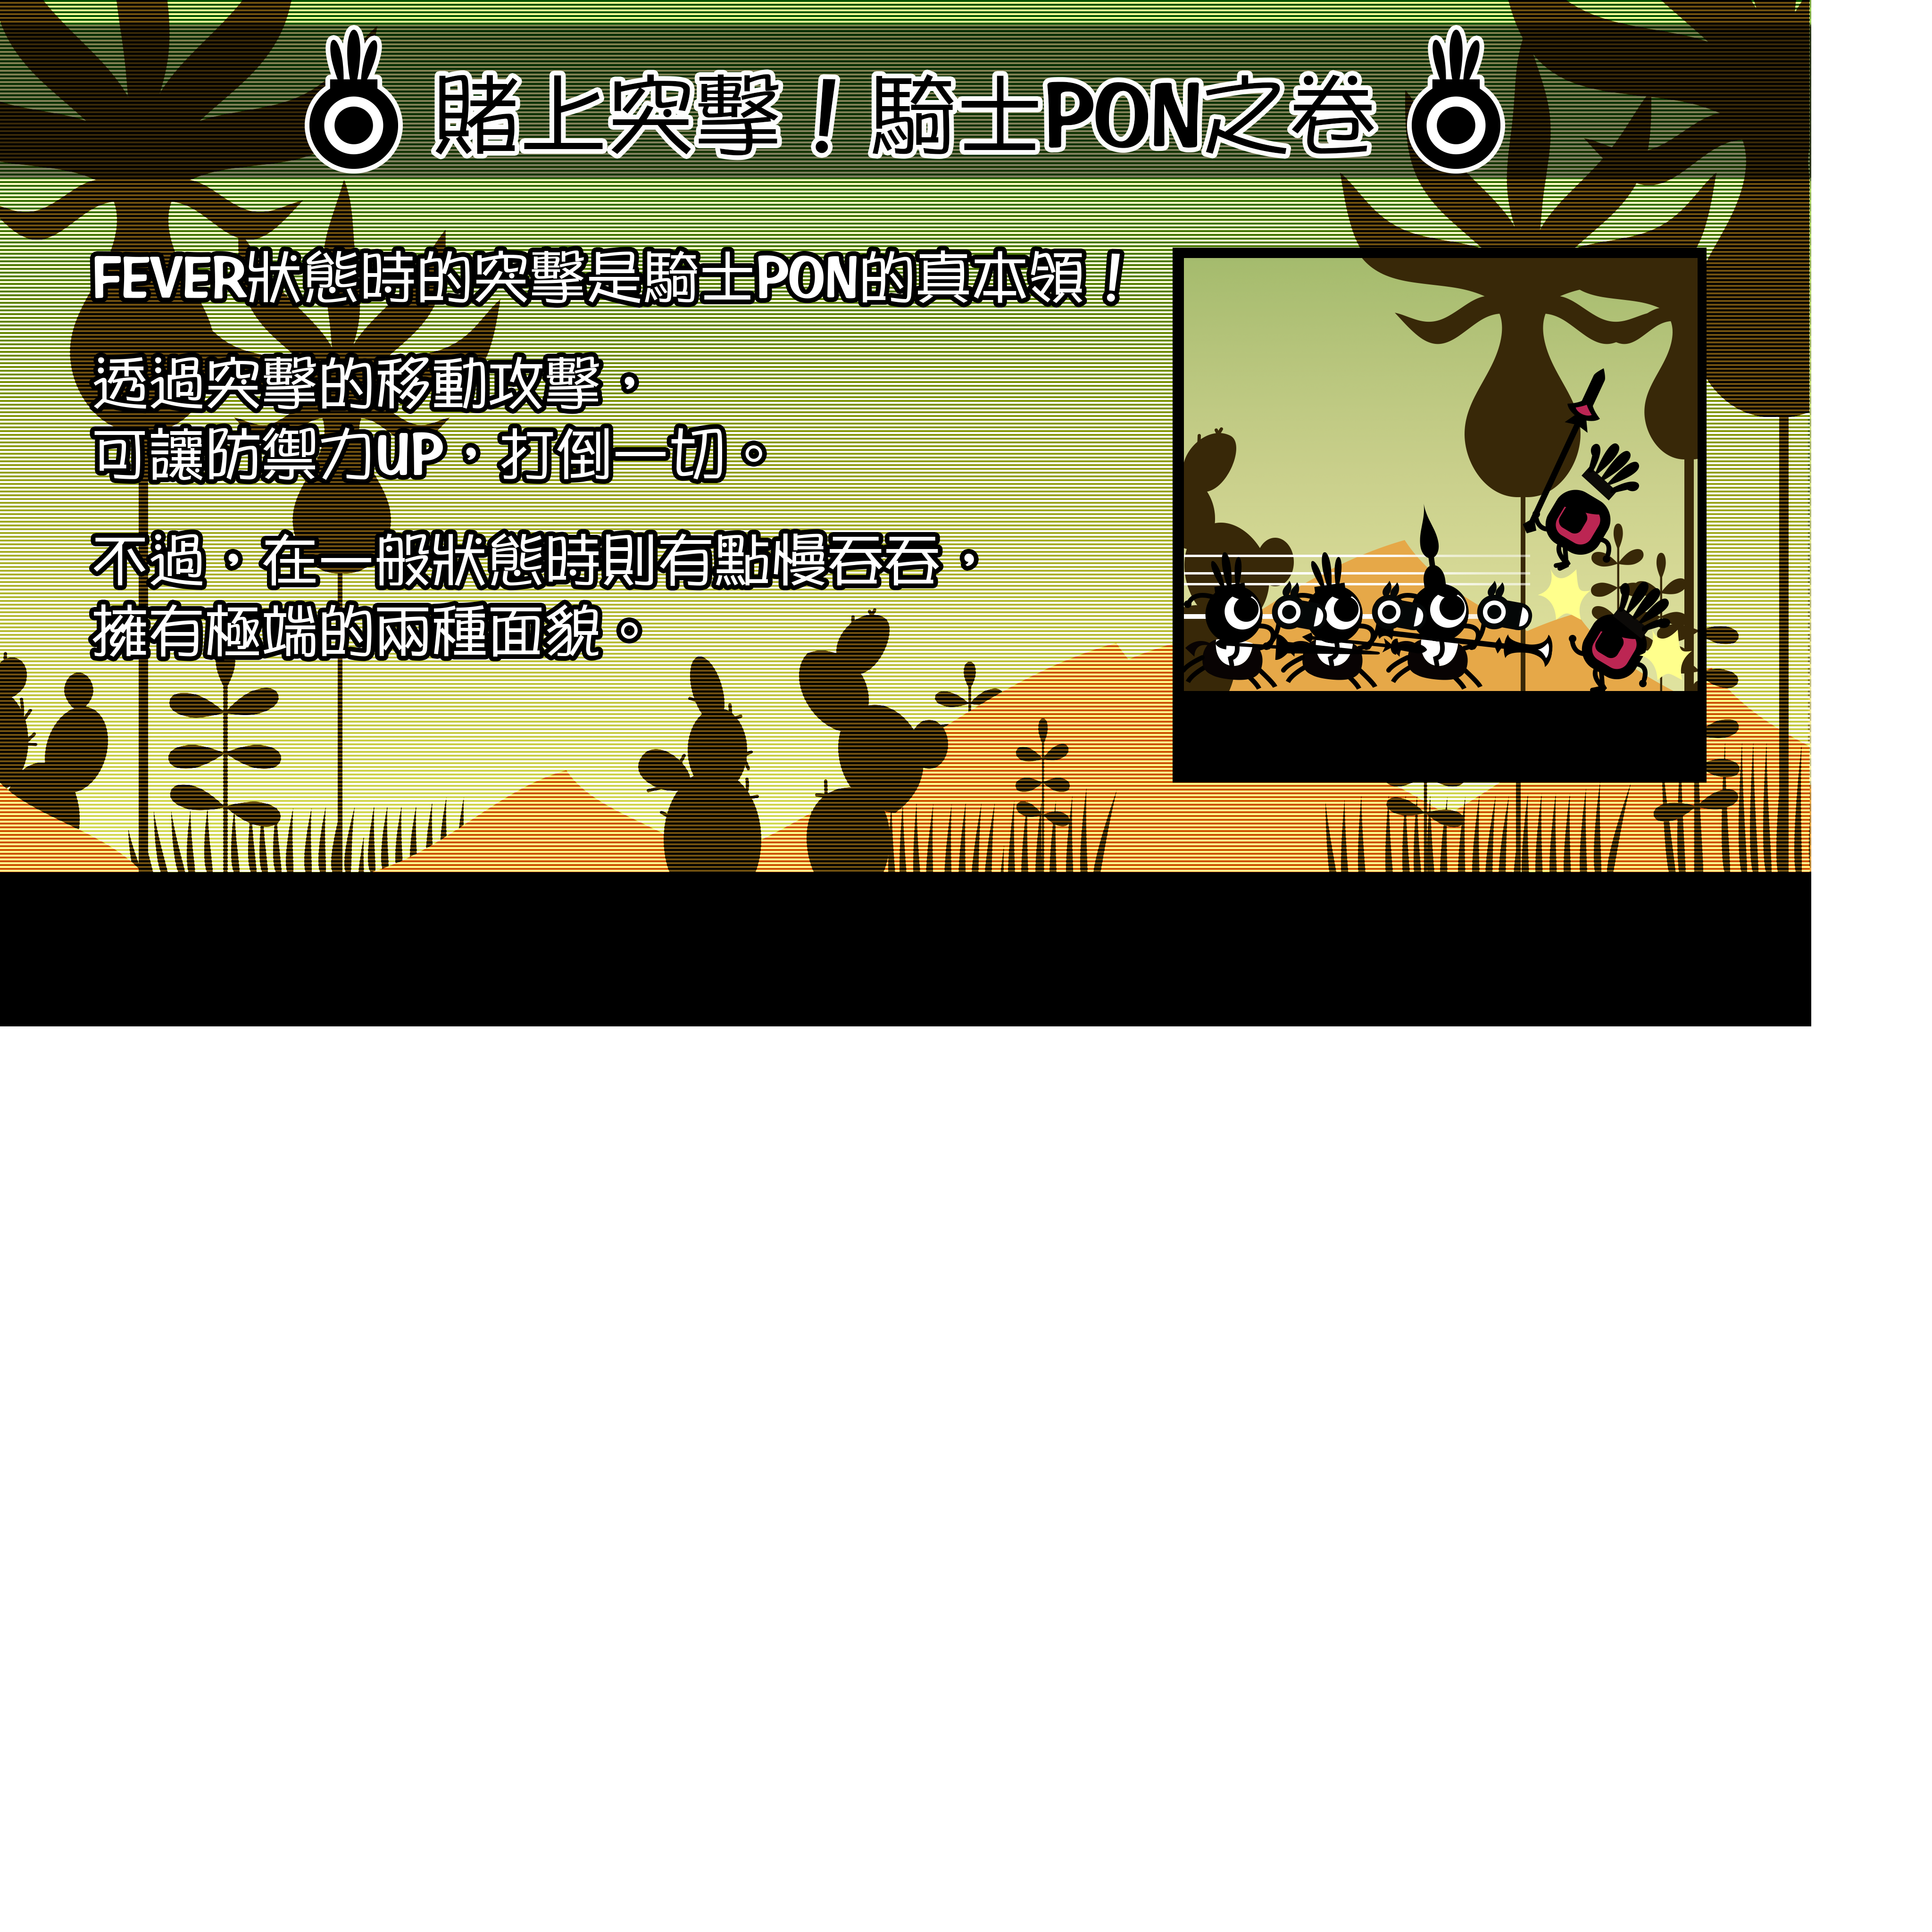 賭上突擊！騎士PON之卷
FEVER狀態時的突擊是騎士PON的真本領！
透過突擊的移動攻擊，
可讓防禦力UP，打倒一切。
不過，在一般狀態時則有點慢吞吞，
擁有極端的兩種面貌。